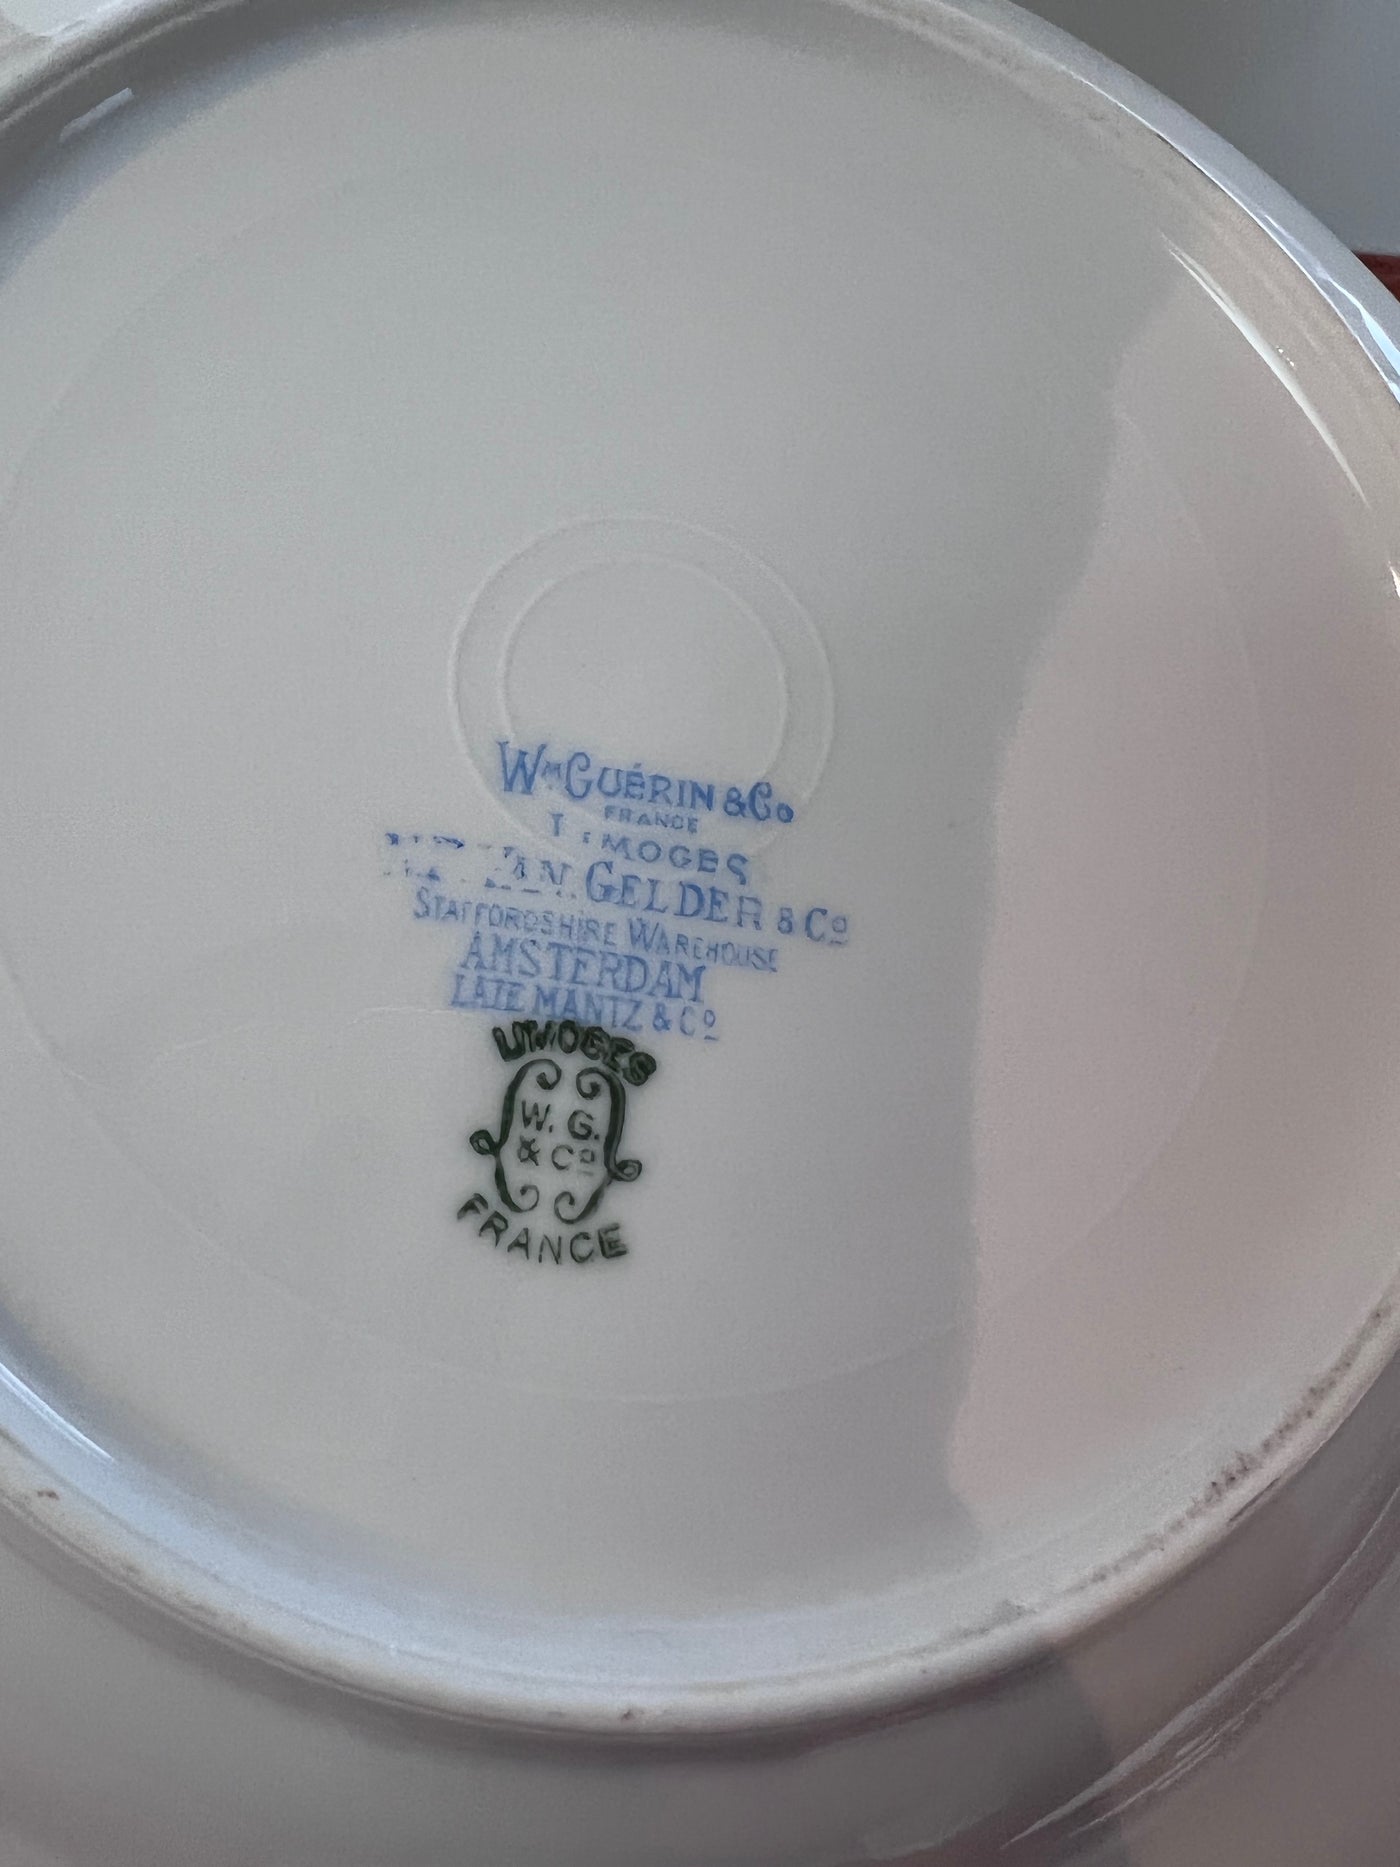 Wm GUÉRIN & Co
FRANCE
LIMOGES
GELDER & Co
STAFFORDSHIRE WAREHOUSE
AMSTERDAM
LATE MANTZ & Co
LIMOGES
W. G.
& Co
FRANCE